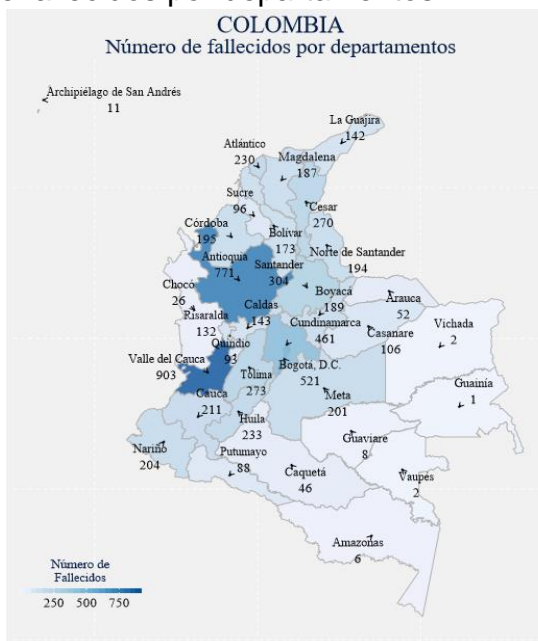 COLOMBIA
Número de fallecidos por departamentos
Archipiélago de San Andrés
11
La Guajira
142
Atlántico
230
Magdalena
187
Sucre
96
Cesar
270
Córdoba
195
Bolívar
173
Norte de Santander
194
Antioquia
771
Santander
304
Chocó
26
Boyacá
189
Arauca
52
Caldas
143
Risaralda
132
Cundinamarca
461
Casanare
106
Vichada
2
Quindío
93
Valle del Cauca
903
Tolima
273
Bogotá, D.C.
521
Guainía
1
Cauca
211
Meta
201
Huila
233
Nariño
204
Guaviare
8
Putumayo
88
Caquetá
46
Vaupés
2
Amazonas
6
Número de
Fallecidos
250 500 750